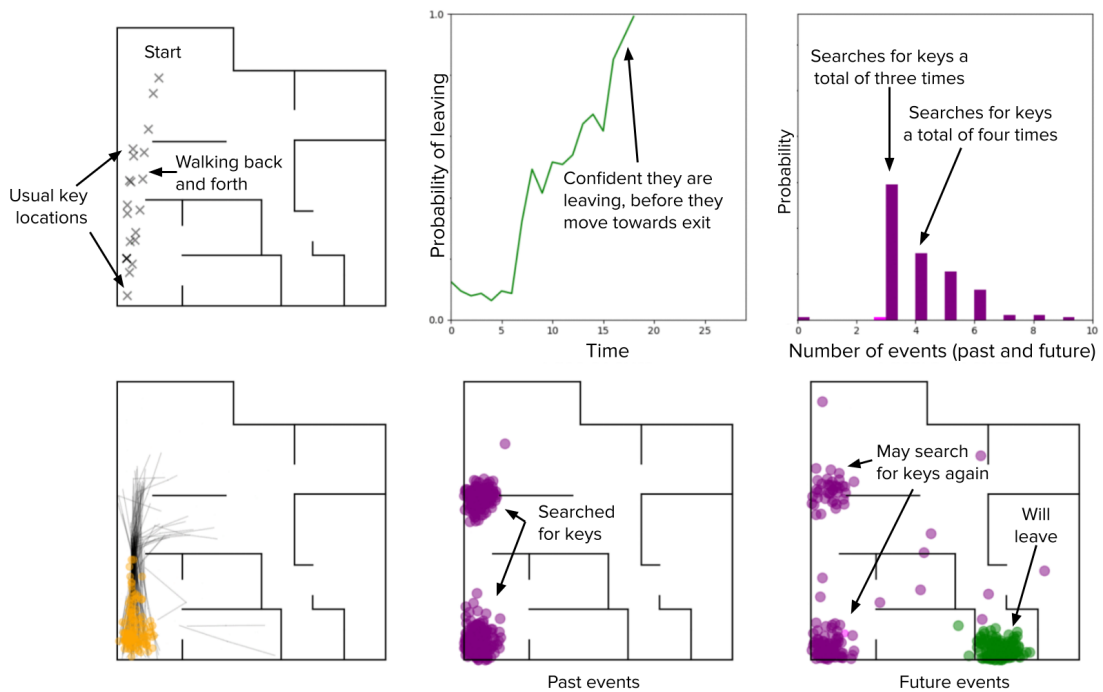 Start
Usual key
locations
Walking back
and forth
Probability of leaving
1.0
0.0
0
5
10
15
20
25
Time
Confident they are
leaving, before they
move towards exit
Probability
Searches for keys a
total of three times
Searches for keys
a total of four times
0
2
4
6
8
10
Number of events (past and future)
Searched
for keys
Past events
May search
for keys again
Will
leave
Future events